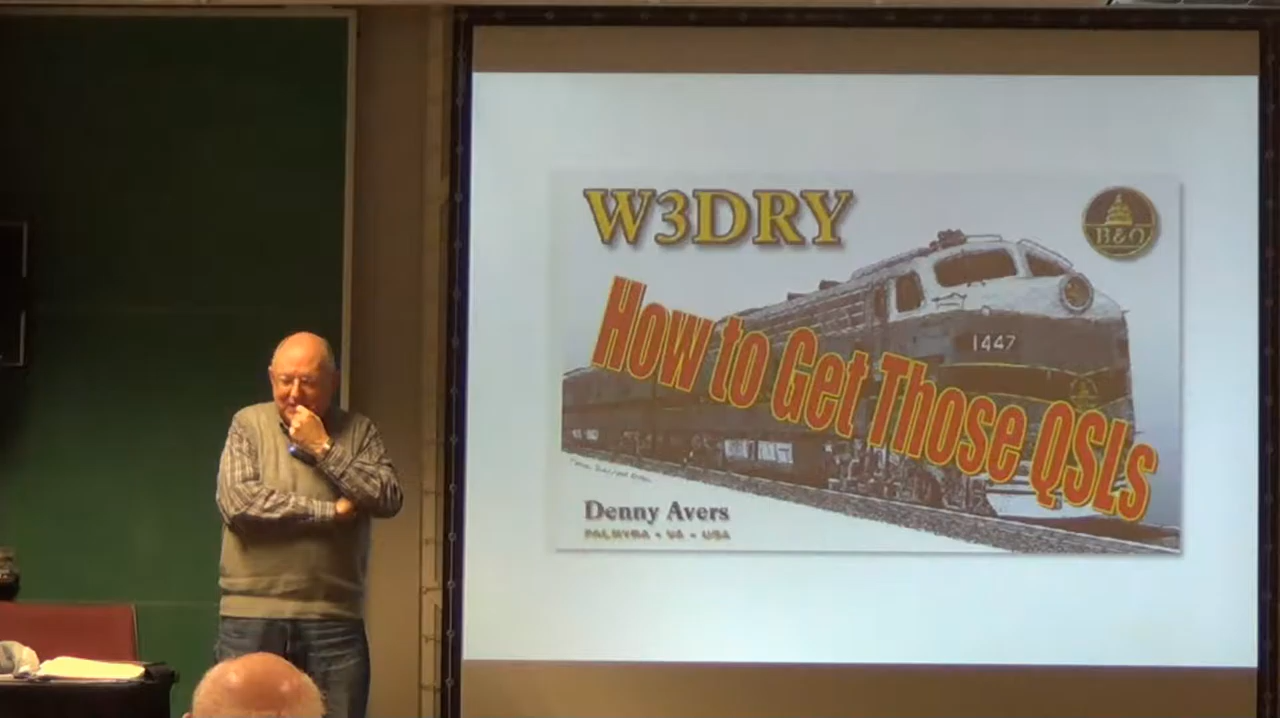 W3DRY
B&O
1447
How to Get Those QSLs
Denny Avers
PALMYRA • VA • USA